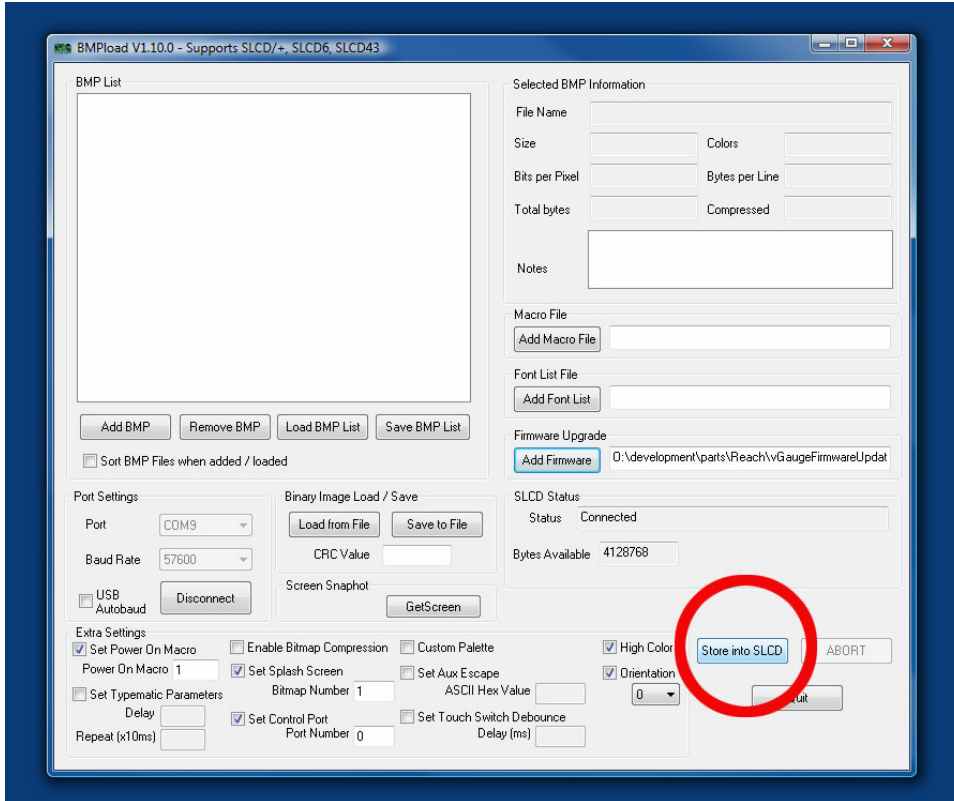 BMPload V1.10.0 - Supports SLCD/+, SLCD6, SLCD43
BMP List
Add BMP
Remove BMP
Load BMP List
Save BMP List
Sort BMP Files when added / loaded
Selected BMP Information
File Name
Size
Colors
Bits per Pixel
Bytes per Line
Total bytes
Compressed
Notes
Macro File
Add Macro File
Font List File
Add Font List
Firmware Upgrade
Add Firmware
O:\development\parts\Reach\vGaugeFirmwareUpdat
Port Settings
Port
COM9
Baud Rate
57600
USB
Autobaud
Disconnect
Binary Image Load / Save
Load from File
Save to File
CRC Value
Screen Snaphot
GetScreen
SLCD Status
Status
Connected
Bytes Available
4128768
Extra Settings
Set Power On Macro
Power On Macro
1
Set Typematic Parameters
Delay
Repeat (x10ms)
Enable Bitmap Compression
Set Splash Screen
Bitmap Number
1
Set Control Port
Port Number
0
Custom Palette
Set Aux Escape
ASCII Hex Value
Set Touch Switch Debounce
Delay (ms)
High Color
Orientation
0
Store into SLCD
ABORT
Quit